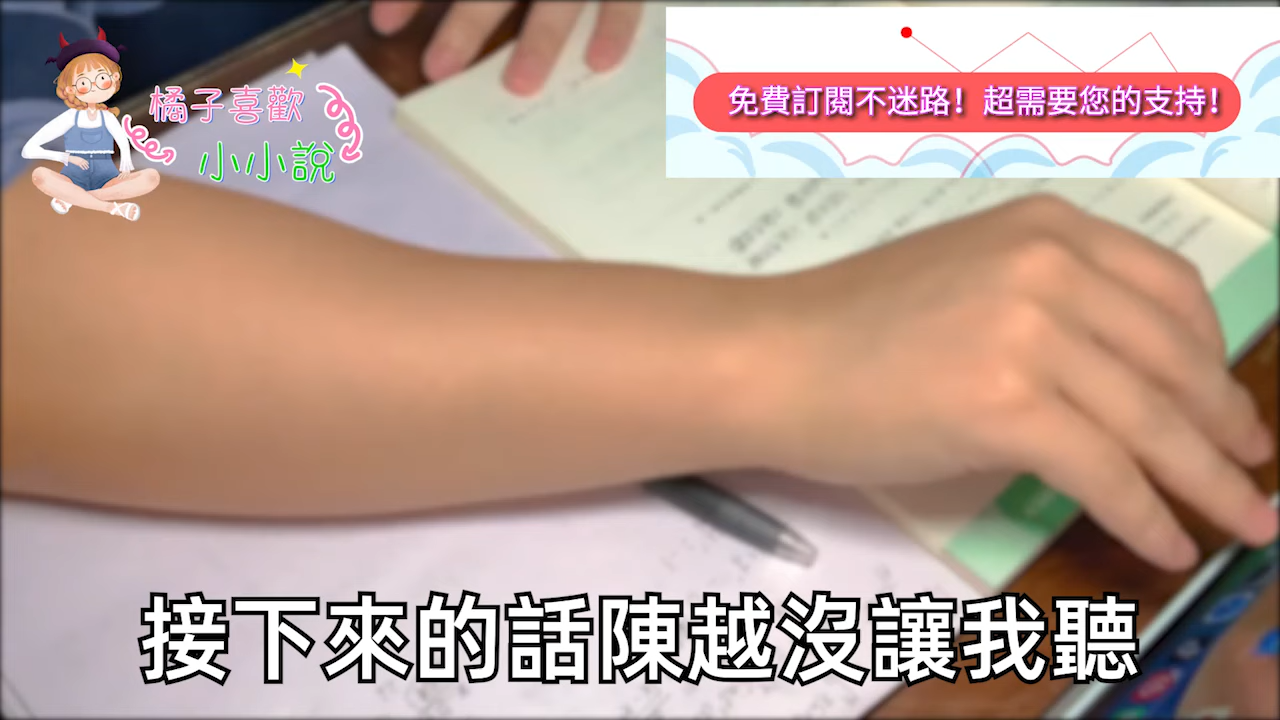 橘子喜歡
小小說
免費訂閱不迷路！超需要您的支持！
接下來的話陳越沒讓我聽